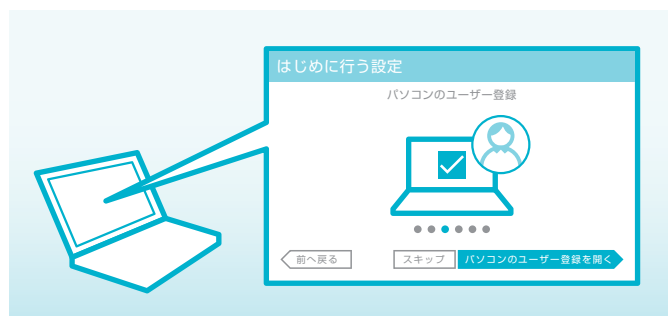 はじめに行う設定
パソコンのユーザー登録
前へ戻る
スキップ
パソコンのユーザー登録を開く